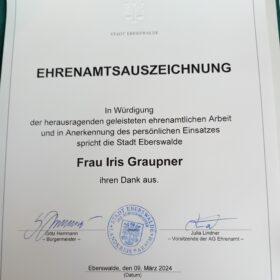 STADT EBERSWALDE
EHRENAMTSAUSZEICHNUNG
In Würdigung
der herausragenden geleisteten ehrenamtlichen Arbeit
und in Anerkennung des persönlichen Einsatzes
spricht die Stadt Eberswalde
Frau Iris Graupner
ihren Dank aus.
STADT EBERSWALDE
Götz Herrmann
– Bürgermeister –
Julia Lindner
– Vorsitzende der AG Ehrenamt –
Eberswalde, den 09. März 2024
(Datum)